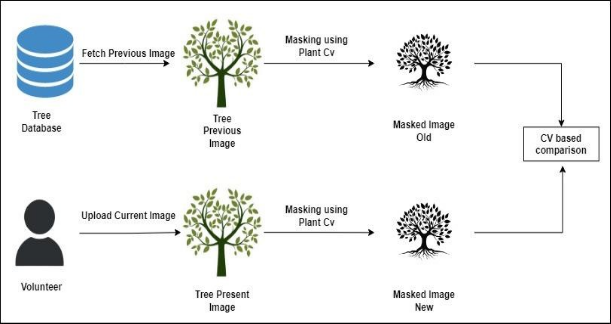 Fetch Previous Image
Masking using
Plant Cv
Tree
Database
Tree
Previous
Image
Masked Image
Old
CV based
comparison
Upload Current Image
Masking using
Plant Cv
Volunteer
Tree Present
Image
Masked Image
New